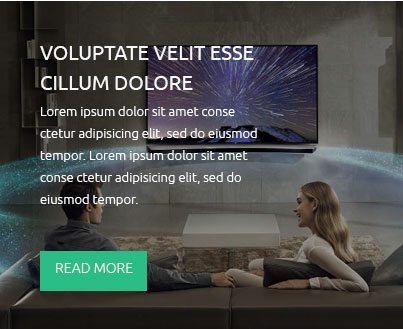 VOLUPTATE VELIT ESSE
CILLUM DOLORE
Lorem ipsum dolor sit amet conse
ctetur adipisicing elit, sed do eiusmod
tempor. Lorem ipsum dolor sit amet
conse ctetur adipisicing elit, sed do
eiusmod tempor.
READ MORE